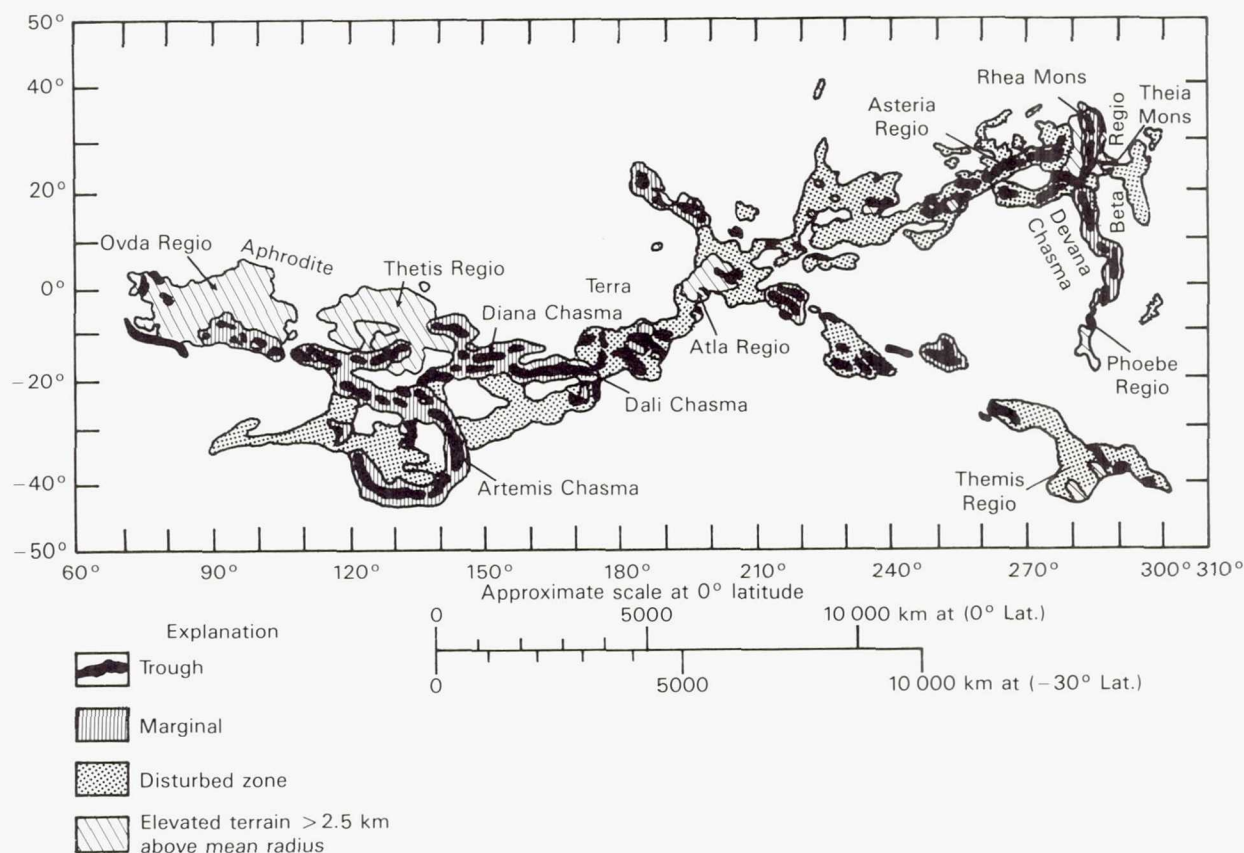 50°
40°
20°
0°
−20°
−40°
−50°
Rhea Mons
Asteria
Regio
Regio
Theia
Mons
Beta
Devana
Chasma
Ovda Regio
Aphrodite
Thetis Regio
Terra
Diana Chasma
Atla Regio
Phoebe
Regio
Dali Chasma
Artemis Chasma
Themis
Regio
60° 90° 120° 150° 180° 210° 240° 270° 300° 310°
Approximate scale at 0° latitude
0 5000 10 000 km at (0° Lat.)
0 5000 10 000 km at (−30° Lat.)
Explanation
Trough
Marginal
Disturbed zone
Elevated terrain > 2.5 km
above mean radius